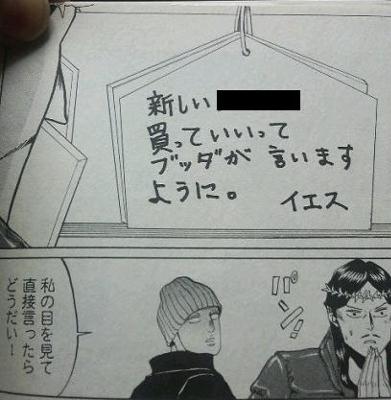 新しい
買っていいって
ブッダが言います
ように。 イエス
パンッ
私の目を見て
直接言ったら
どうだい！